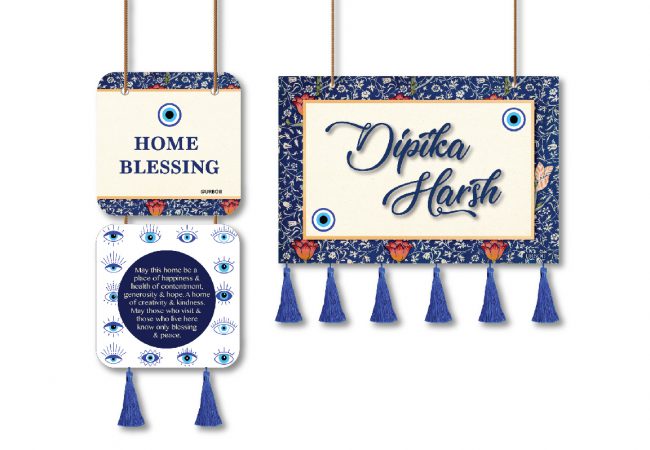 HOME
BLESSING
May this home be a
place of happiness &
health of contentment,
generosity & hope. A home
of creativity & kindness.
May those who visit &
those who live here
know only blessing
& peace.
Dipika
Harsh